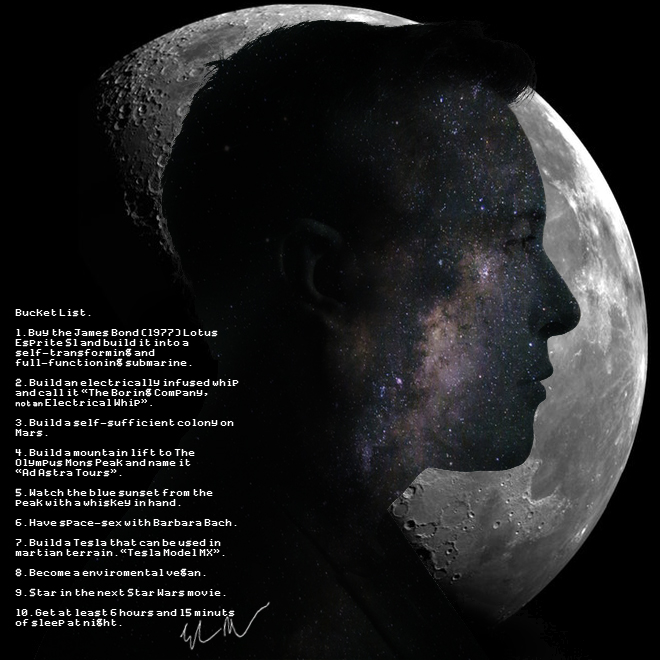 Bucket List.
1. Buy the James Bond (1977) Lotus
Esprite S1 and build it into a
self-transforming and
full-functioning submarine.
2. Build an electrically infused whip
and call it “The Boring Company,
not an Electrical Whip”.
3. Build a self-sufficient colony on
Mars.
4. Build a mountain lift to The
Olympus Mons Peak and name it
“Ad Astra Tours”.
5. Watch the blue sunset from the
Peak with a whiskey in hand.
6. Have space-sex with Barbara Bach.
7. Build a Tesla that can be used in
martian terrain. “Tesla Model MX”.
8. Become a enviromental vegan.
9. Star in the next Star Wars movie.
10. Get at least 6 hours and 15 minuts
of sleep at night.